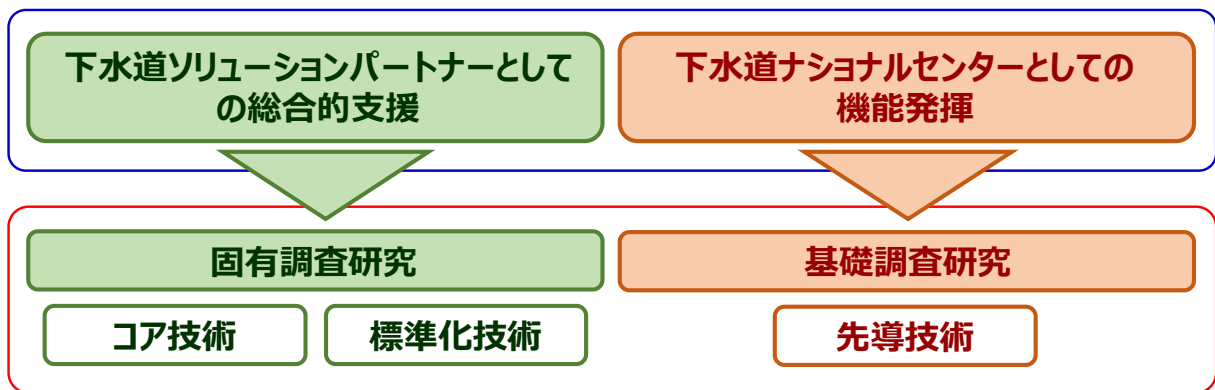 下水道ソリューションパートナーとして
の総合的支援
下水道ナショナルセンターとしての
機能発揮
固有調査研究
基礎調査研究
コア技術
標準化技術
先導技術